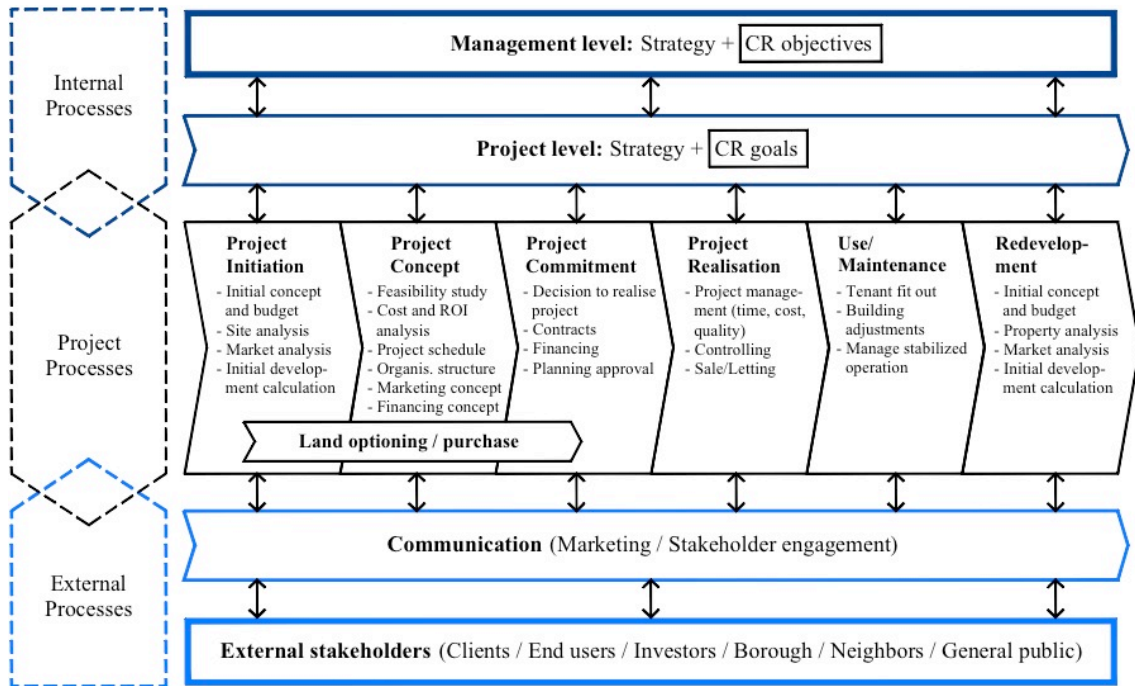 Internal
Processes
Management level: Strategy + CR objectives
Project level: Strategy + CR goals
Project
Processes
Project
Initiation
- Initial concept
and budget
- Site analysis
- Market analysis
- Initial develop-
ment calculation
Project
Concept
- Feasibility study
- Cost and ROI
analysis
- Project schedule
- Organis. structure
- Marketing concept
- Financing concept
Project
Commitment
- Decision to realise
project
- Contracts
- Financing
- Planning approval
Project
Realisation
- Project manage-
ment (time, cost,
quality)
- Controlling
- Sale/Letting
Use/
Maintenance
- Tenant fit out
- Building
adjustments
- Manage stabilized
operation
Redevelop-
ment
- Initial concept
and budget
- Property analysis
- Market analysis
- Initial develop-
ment calculation
Land optioning / purchase
External
Processes
Communication (Marketing / Stakeholder engagement)
External stakeholders (Clients / End users / Investors / Borough / Neighbors / General public)